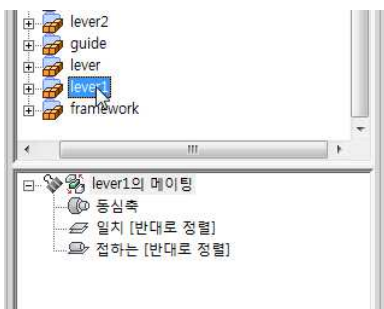 lever2
guide
lever
lever1
framework
lever1의 메이팅
동심축
일치 [반대로 정렬]
접하는 [반대로 정렬]